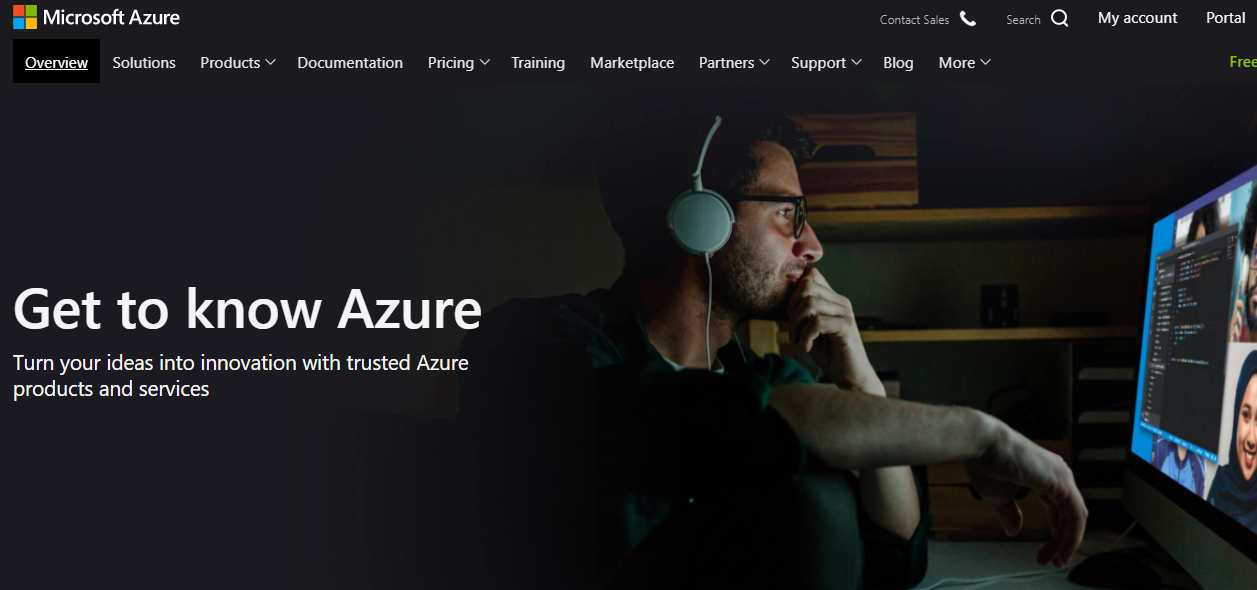 Microsoft Azure
Contact Sales
Search
My account
Portal
Overview
Solutions
Products
Documentation
Pricing
Training
Marketplace
Partners
Support
Blog
More
Free
Get to know Azure
Turn your ideas into innovation with trusted Azure
products and services